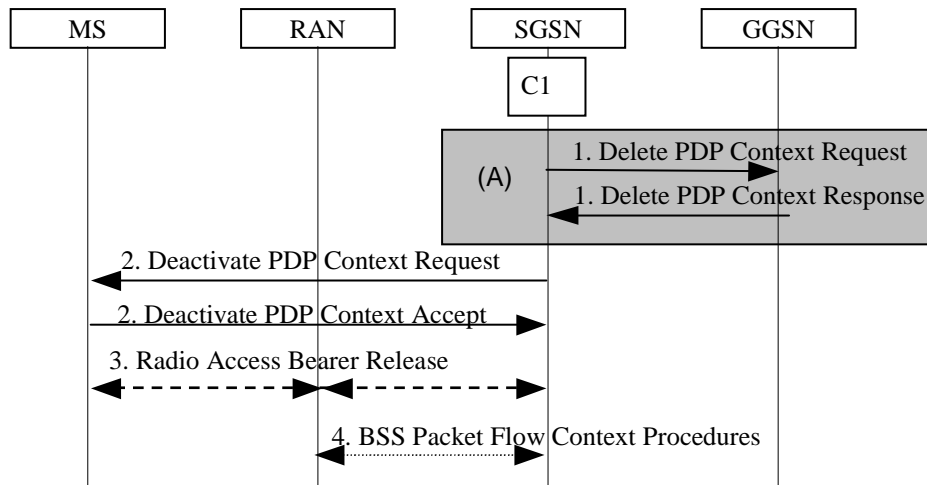 MS
RAN
SGSN
GGSN
C1
(A)
1. Delete PDP Context Request
1. Delete PDP Context Response
2. Deactivate PDP Context Request
2. Deactivate PDP Context Accept
3. Radio Access Bearer Release
4. BSS Packet Flow Context Procedures